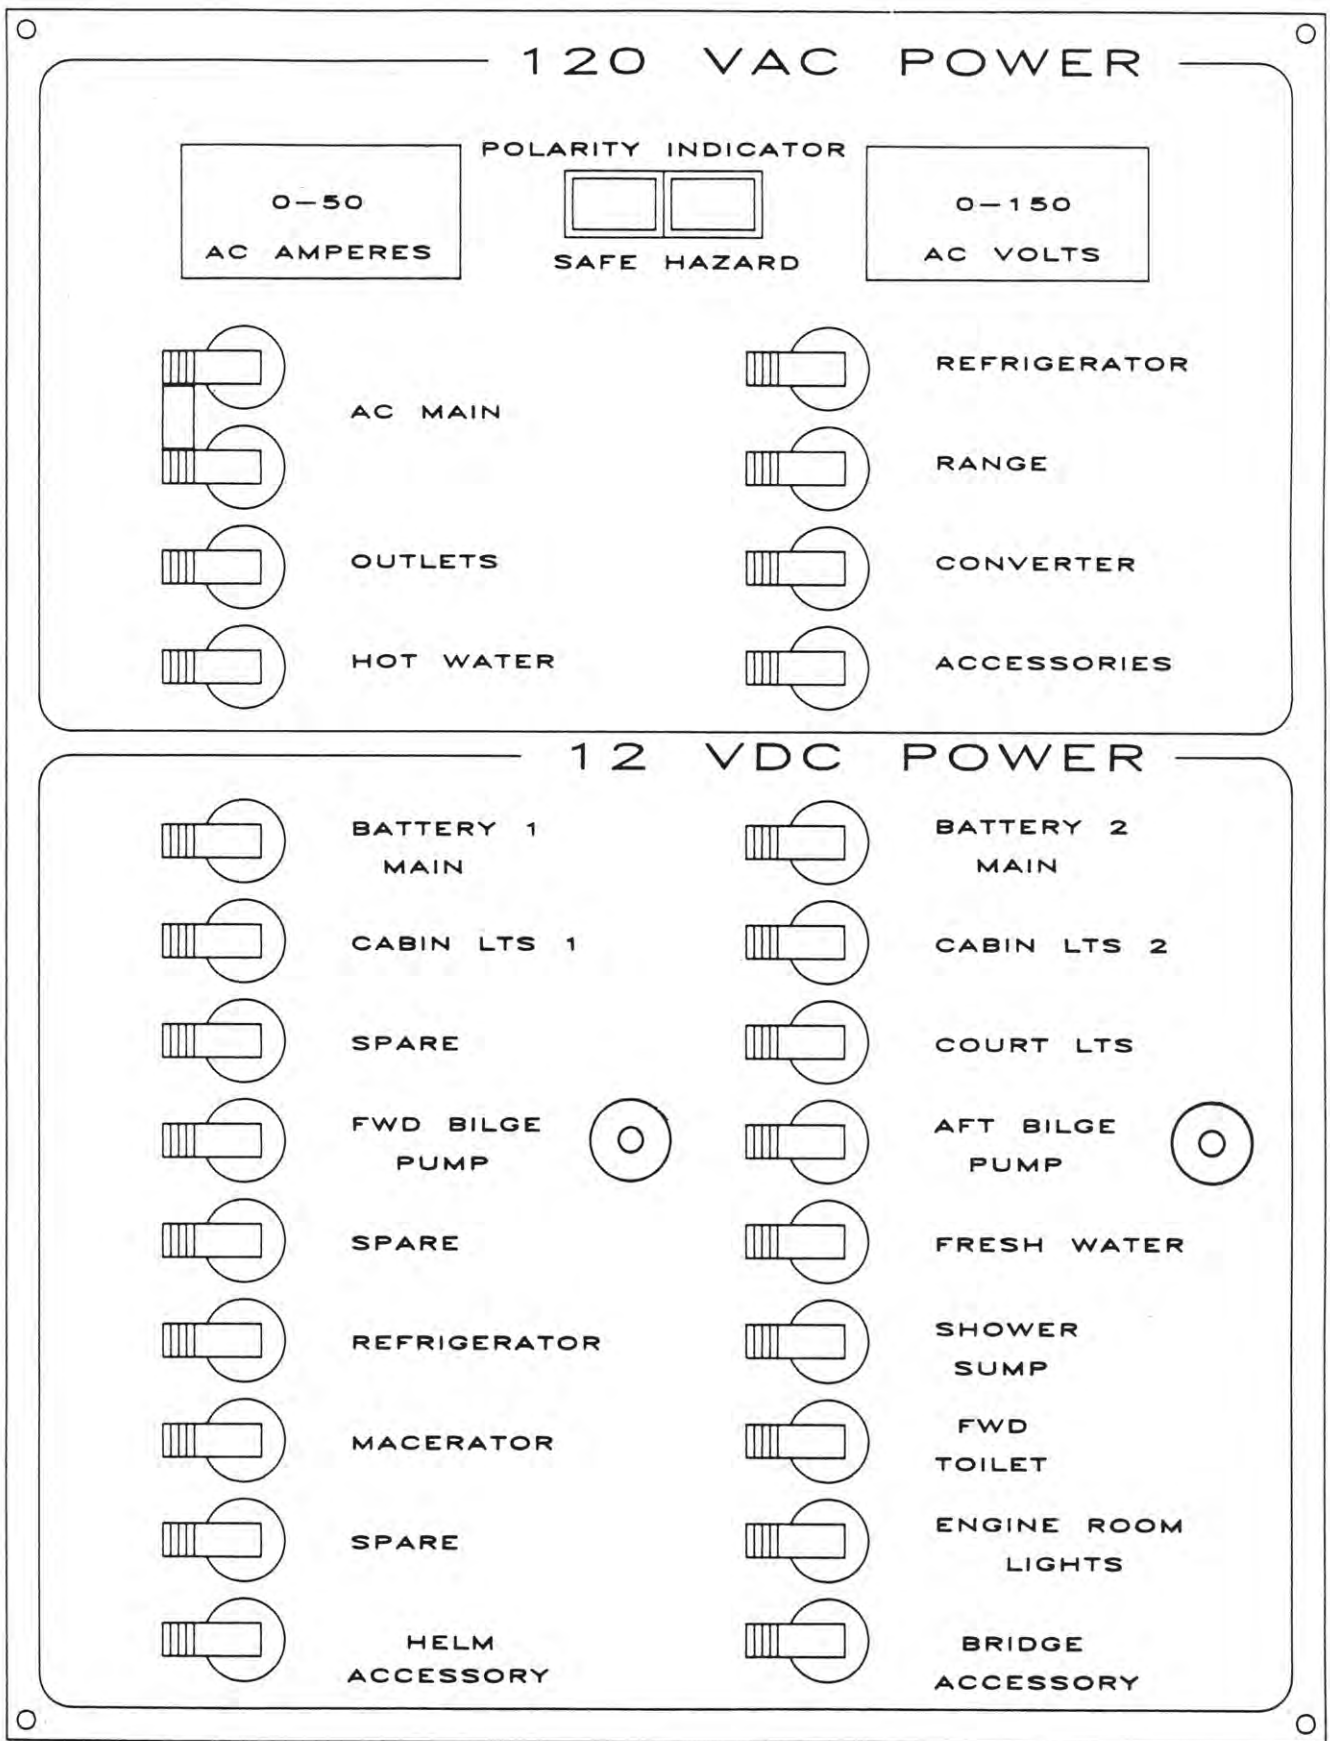 120 VAC POWER
POLARITY INDICATOR
0-50
AC AMPERES
SAFE HAZARD
0-150
AC VOLTS
AC MAIN
OUTLETS
HOT WATER
REFRIGERATOR
RANGE
CONVERTER
ACCESSORIES
12 VDC POWER
BATTERY 1
MAIN
CABIN LTS 1
SPARE
FWD BILGE
PUMP
SPARE
REFRIGERATOR
MACERATOR
SPARE
HELM
ACCESSORY
BATTERY 2
MAIN
CABIN LTS 2
COURT LTS
AFT BILGE
PUMP
FRESH WATER
SHOWER
SUMP
FWD
TOILET
ENGINE ROOM
LIGHTS
BRIDGE
ACCESSORY